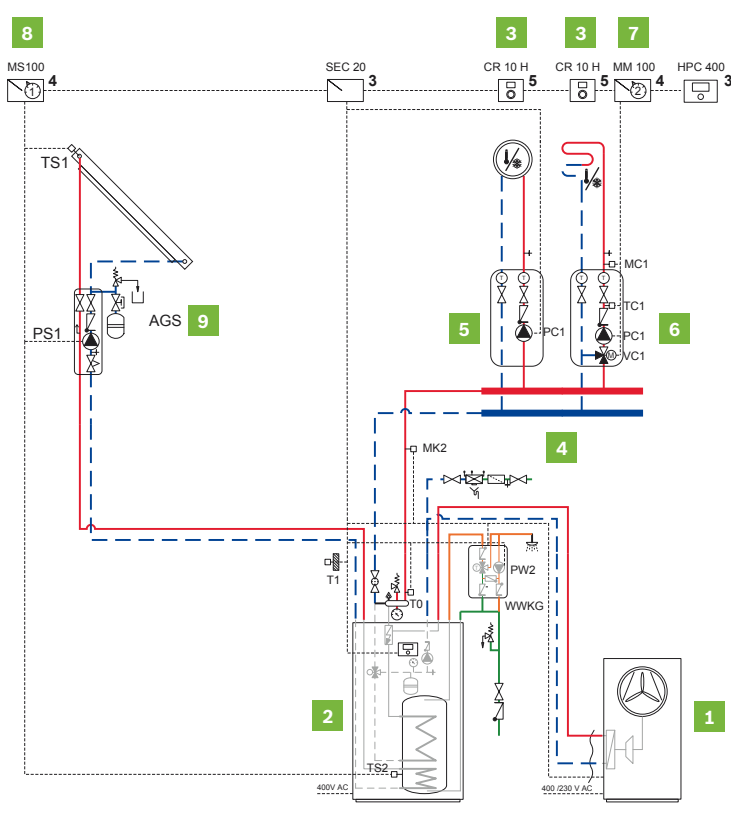 8
3
3
7
MS100
SEC 20
CR 10 H
CR 10 H
MM 100
HPC 400
4
3
5
5
4
3
1
2
TS1
T
T
T
T
MC1
TC1
PC1
PC1
M
VC1
5
6
AGS
9
PS1
4
MK2
T1
T0
PW2
WWKG
2
1
TS2
400V AC
400 /230 V AC